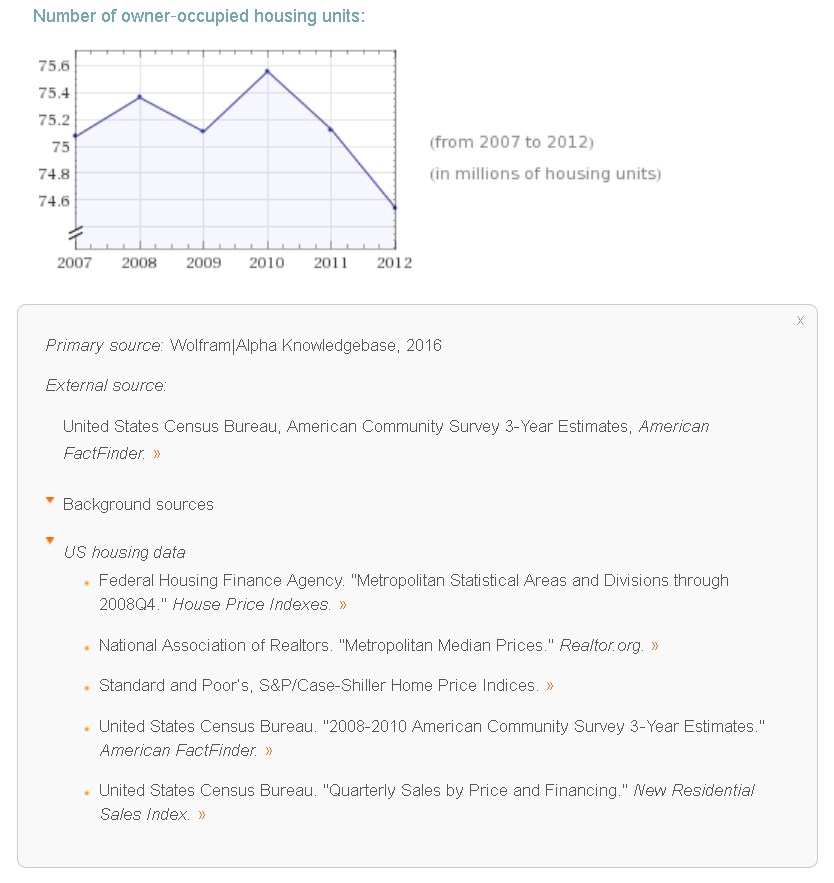 Number of owner-occupied housing units:
75.6
75.4
75.2
75
74.8
74.6
2007 2008 2009 2010 2011 2012
(from 2007 to 2012)
(in millions of housing units)
x
Primary source: Wolfram|Alpha Knowledgebase, 2016
External source:
United States Census Bureau, American Community Survey 3-Year Estimates, American
FactFinder. »
Background sources
US housing data
Federal Housing Finance Agency. "Metropolitan Statistical Areas and Divisions through
2008Q4." House Price Indexes. »
National Association of Realtors. "Metropolitan Median Prices." Realtor.org. »
Standard and Poor's, S&P/Case-Shiller Home Price Indices. »
United States Census Bureau. "2008-2010 American Community Survey 3-Year Estimates."
American FactFinder. »
United States Census Bureau. "Quarterly Sales by Price and Financing." New Residential
Sales Index. »